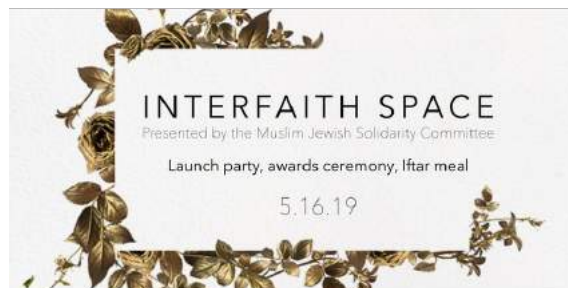 INTERFAITH SPACE
Presented by the Muslim Jewish Solidarity Committee
Launch party, awards ceremony, Iftar meal
5.16.19